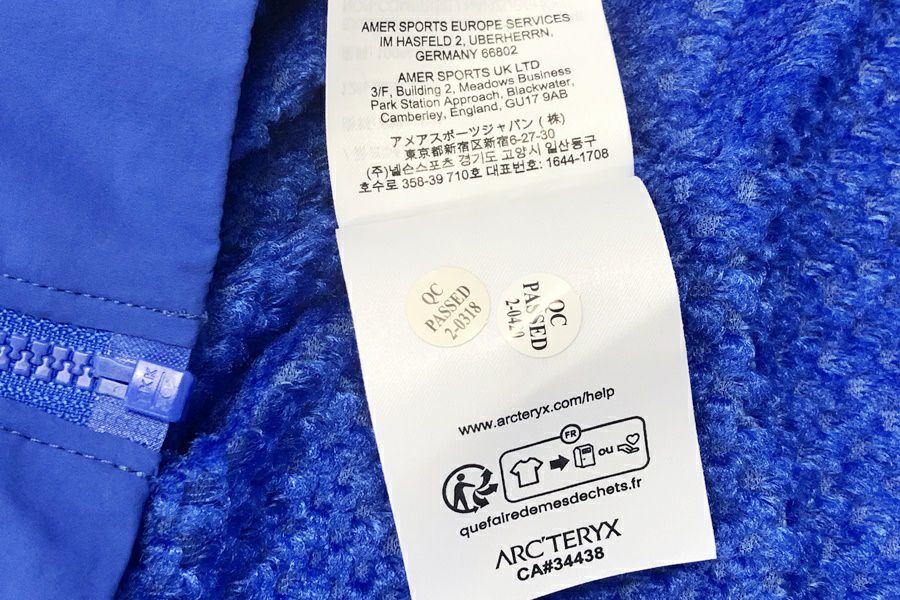 AMER SPORTS EUROPE SERVICES
IM HASFELD 2, UBERHERRN,
GERMANY 66802
AMER SPORTS UK LTD
3/F, Building 2, Meadows Business
Park Station Approach, Blackwater,
Camberley, England, GU17 9AB
アメアスポーツジャパン (株)
東京都新宿区新宿6-27-30
(주)넬슨스포츠 경기도 고양시 일산동구
호수로 358-39 710호 대표번호: 1644-1708
QC
PASSED
2-0318
QC
PASSED
2-0420
www.arcteryx.com/help
FR
ou
quefairedemesdechets.fr
ARC'TERYX
CA#34438